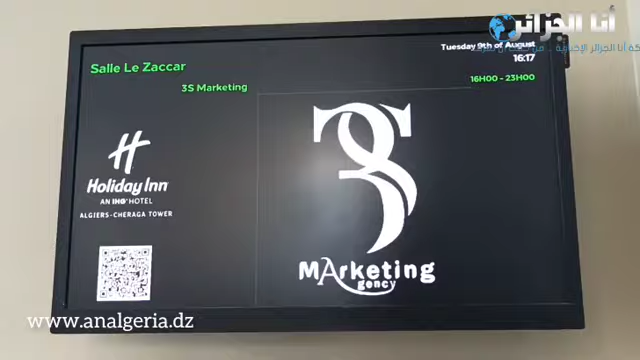 أنا الجزائر
Tuesday 9th of August
16:17
Salle Le Zaccar
16H00 - 23H00
3S Marketing
H
Holiday Inn
AN IHG® HOTEL
ALGIERS-CHERAGA TOWER
3S
MArketing
gency
www.analgeria.dz